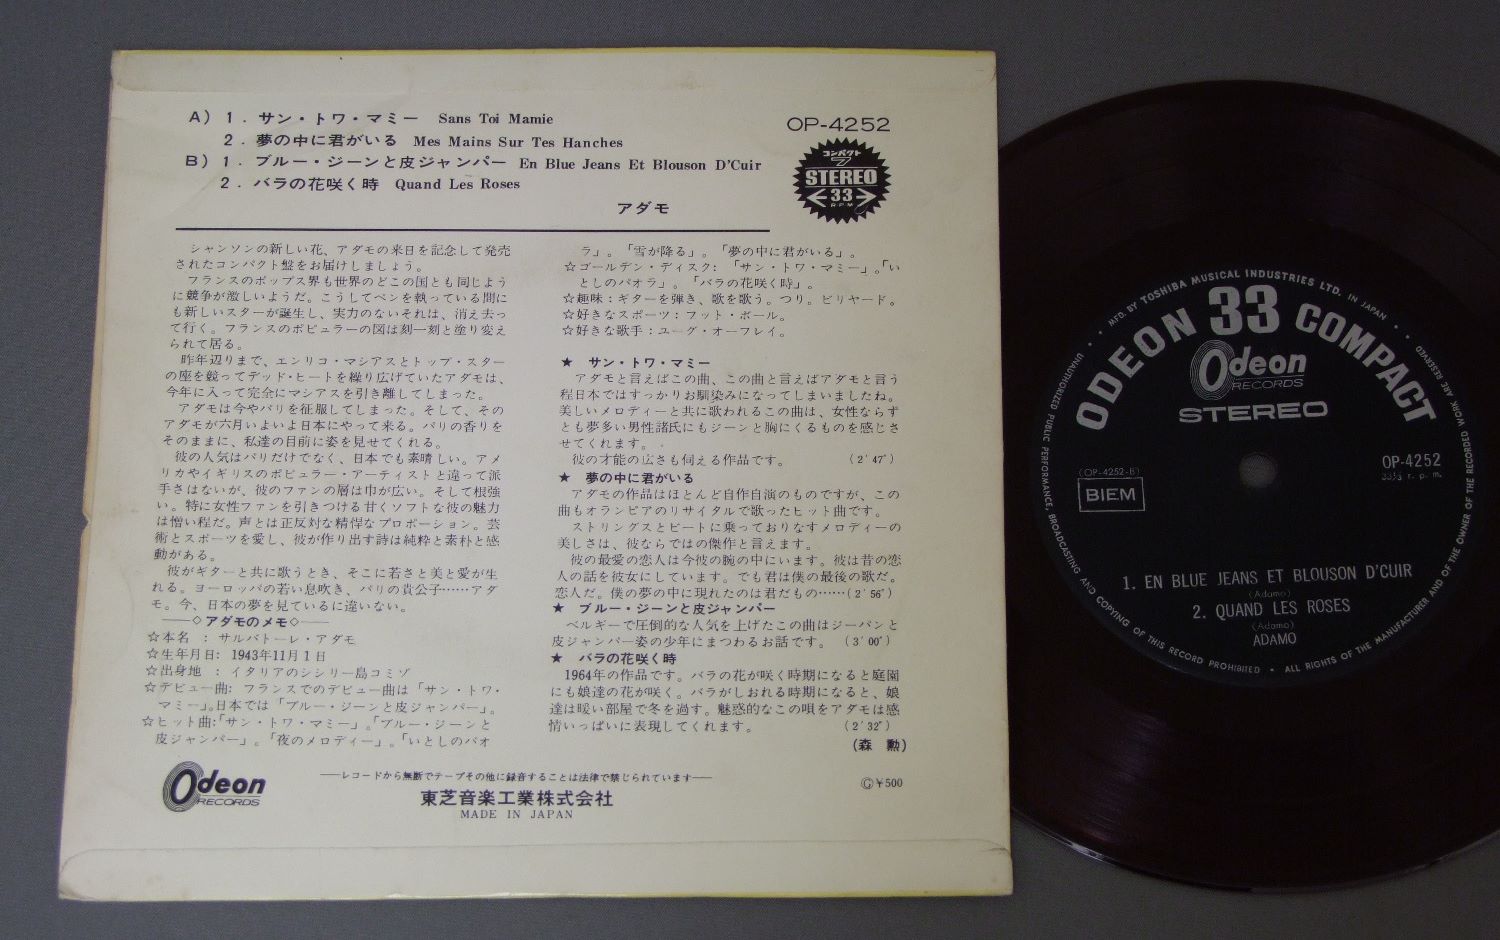 A) 1. サン・トワ・マミー Sans Toi Mamie
2. 夢の中に君がいる Mes Mains Sur Tes Hanches
B) 1. ブルー・ジーンと皮ジャンパー En Blue Jeans Et Blouson D'Cuir
2. バラの花咲く時 Quand Les Roses
アダモ
OP-4252
コンパクト
7
STEREO
33
RPM
シャンソンの新しい花、アダモの来日を記念して発売
されたコンパクト盤をお届けしましょう。
フランスのポップス界も世界のどこの国とも同じよう
に競争が激しいようだ。こうしてペンを執っている間に
も新しいスターが誕生し、実力のないそれは、消え去っ
て行く。フランスのポピュラーの図は刻一刻と塗り変え
られて居る。
昨年辺りまで、エンリコ・マシアスとトップ・スター
の座を競ってデッド・ヒートを繰り広げていたアダモは、
今年に入って完全にマシアスを引き離してしまった。
アダモは今やパリを征服してしまった。そして、その
アダモが六月いよいよ日本にやって来る。パリの香りを
そのままに、私達の目前に姿を見せてくれる。
彼の人気はパリだけでなく、日本でも素晴しい。アメ
リカやイギリスのポピュラー・アーティストと違って派
手さはないが、彼のファンの層は巾が広い。そして根強
い。特に女性ファンを引きつける甘くソフトな彼の魅力
は憎い程だ。声とは正反対な精悍なプロポーション。芸
術とスポーツを愛し、彼が作り出す詩は純粋と素朴と感
動がある。
彼がギターと共に歌うとき、そこに若さと美と愛が生
れる。ヨーロッパの若い息吹き、パリの貴公子……アダ
モ。今、日本の夢を見ているに違いない。
——◇アダモのメモ◇——
☆本名 : サルバトーレ・アダモ
☆生年月日: 1943年11月1日
☆出身地 : イタリアのシシリー島コミゾ
☆デビュー曲: フランスでのデビュー曲は「サン・トワ・
マミー」。日本では「ブルー・ジーンと皮ジャンパー」。
☆ヒット曲:「サン・トワ・マミー」。「ブルー・ジーンと
皮ジャンパー」。「夜のメロディー」。「いとしのパオ
ラ」。「雪が降る」。「夢の中に君がいる」。
☆ゴールデン・ディスク: 「サン・トワ・マミー」。「い
としのパオラ」。「バラの花咲く時」。
☆趣味:ギターを弾き、歌を歌う。つり。ビリヤード。
☆好きなスポーツ:フット・ボール。
☆好きな歌手:ユーグ・オーフレイ。
★ サン・トワ・マミー
アダモと言えばこの曲、この曲と言えばアダモと言う
程日本ではすっかりお馴染みになってしまいましたね。
美しいメロディーと共に歌われるこの曲は、女性ならず
とも夢多い男性諸氏にもジーンと胸にくるものを感じさ
せてくれます。
彼の才能の広さも伺える作品です。 (2′47″)
★ 夢の中に君がいる
アダモの作品はほとんど自作自演のものですが、この
曲もオランピアのリサイタルで歌ったヒット曲です。
ストリングスとビートに乗っておりなすメロディーの
美しさは、彼ならではの傑作と言えます。
彼の最愛の恋人は今彼の腕の中にいます。彼は昔の恋
人の話を彼女にしています。でも君は僕の最後の歌だ。
恋人だ。僕の夢の中に現れたのは君だもの……(2′56″)
★ ブルー・ジーンと皮ジャンパー
ベルギーで圧倒的な人気を上げたこの曲はジーパンと
皮ジャンパー姿の少年にまつわるお話です。 (3′00″)
★ バラの花咲く時
1964年の作品です。バラの花が咲く時期になると庭園
にも娘達の花が咲く。バラがしおれる時期になると、娘
達は暖い部屋で冬を過す。魅惑的なこの唄をアダモは感
情いっぱいに表現してくれます。 (2′32″)
(森 勲)
Odeon
RECORDS
——レコードから無断でテープその他に録音することは法律で禁じられています——
東芝音楽工業株式会社
MADE IN JAPAN
Ⓖ¥500
• MFD. BY TOSHIBA MUSICAL INDUSTRIES LTD. IN JAPAN •
ODEON 33 COMPACT
Odeon
RECORDS
STEREO
(OP-4252-B)
BIEM
OP-4252
33⅓ r. p. m.
1. EN BLUE JEANS ET BLOUSON D'CUIR
(Adamo)
2. QUAND LES ROSES
(Adamo)
ADAMO
UNAUTHORIZED PUBLIC PERFORMANCE, BROADCASTING AND COPYING OF THIS RECORD PROHIBITED • ALL RIGHTS OF THE MANUFACTURER AND OF THE OWNER OF THE RECORDED WORK ARE RESERVED